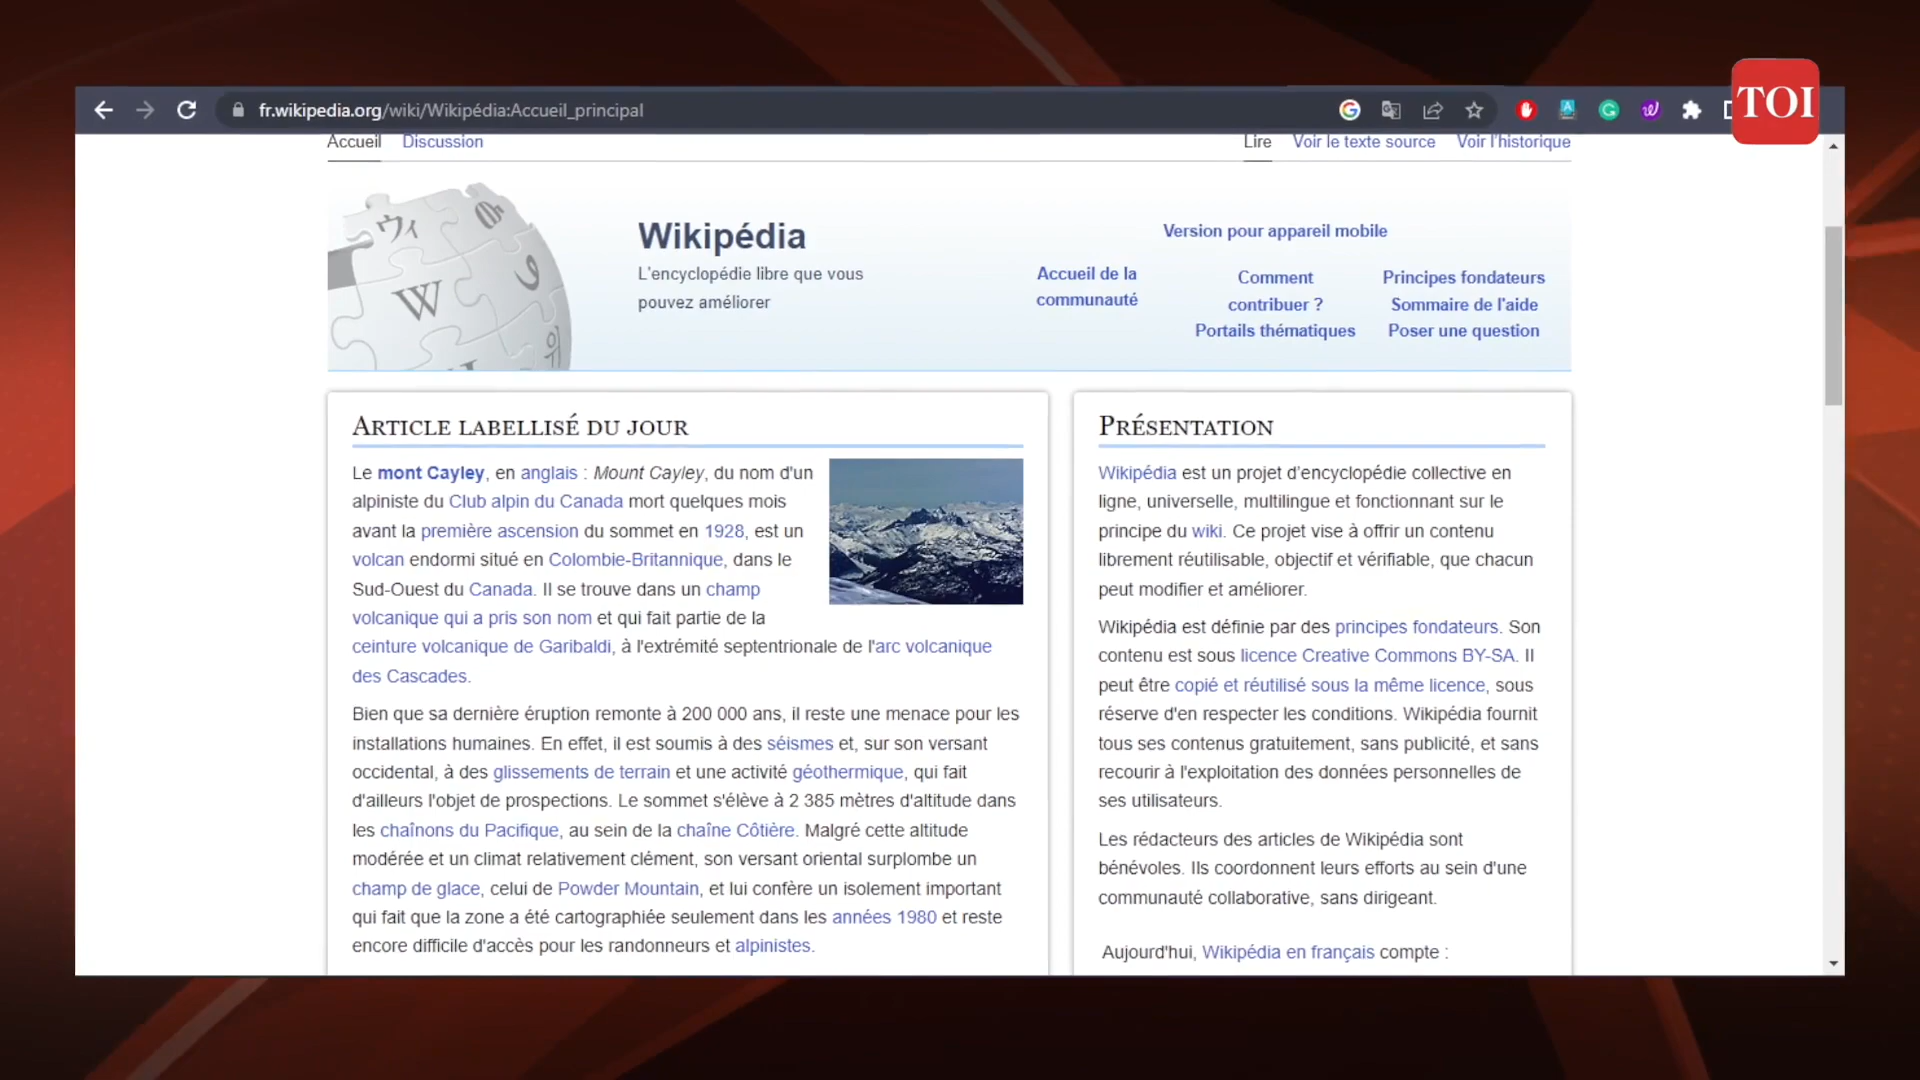 TOI
fr.wikipedia.org/wiki/Wikipédia:Accueil_principal
Accueil Discussion
Lire Voir le texte source Voir l'historique
Wikipédia
L'encyclopédie libre que vous
pouvez améliorer
Version pour appareil mobile
Accueil de la
communauté
Comment
contribuer ?
Portails thématiques
Principes fondateurs
Sommaire de l'aide
Poser une question
Article labellisé du jour
Le mont Cayley, en anglais : Mount Cayley, du nom d'un
alpiniste du Club alpin du Canada mort quelques mois
avant la première ascension du sommet en 1928, est un
volcan endormi situé en Colombie-Britannique, dans le
Sud-Ouest du Canada. Il se trouve dans un champ
volcanique qui a pris son nom et qui fait partie de la
ceinture volcanique de Garibaldi, à l'extrémité septentrionale de l'arc volcanique
des Cascades.
Bien que sa dernière éruption remonte à 200 000 ans, il reste une menace pour les
installations humaines. En effet, il est soumis à des séismes et, sur son versant
occidental, à des glissements de terrain et une activité géothermique, qui fait
d'ailleurs l'objet de prospections. Le sommet s'élève à 2 385 mètres d'altitude dans
les chaînons du Pacifique, au sein de la chaîne Côtière. Malgré cette altitude
modérée et un climat relativement clément, son versant oriental surplombe un
champ de glace, celui de Powder Mountain, et lui confère un isolement important
qui fait que la zone a été cartographiée seulement dans les années 1980 et reste
encore difficile d'accès pour les randonneurs et alpinistes.
Présentation
Wikipédia est un projet d'encyclopédie collective en
ligne, universelle, multilingue et fonctionnant sur le
principe du wiki. Ce projet vise à offrir un contenu
librement réutilisable, objectif et vérifiable, que chacun
peut modifier et améliorer.
Wikipédia est définie par des principes fondateurs. Son
contenu est sous licence Creative Commons BY-SA. Il
peut être copié et réutilisé sous la même licence, sous
réserve d'en respecter les conditions. Wikipédia fournit
tous ses contenus gratuitement, sans publicité, et sans
recourir à l'exploitation des données personnelles de
ses utilisateurs.
Les rédacteurs des articles de Wikipédia sont
bénévoles. Ils coordonnent leurs efforts au sein d'une
communauté collaborative, sans dirigeant.
Aujourd'hui, Wikipédia en français compte :